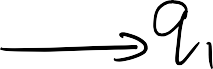 → q₁